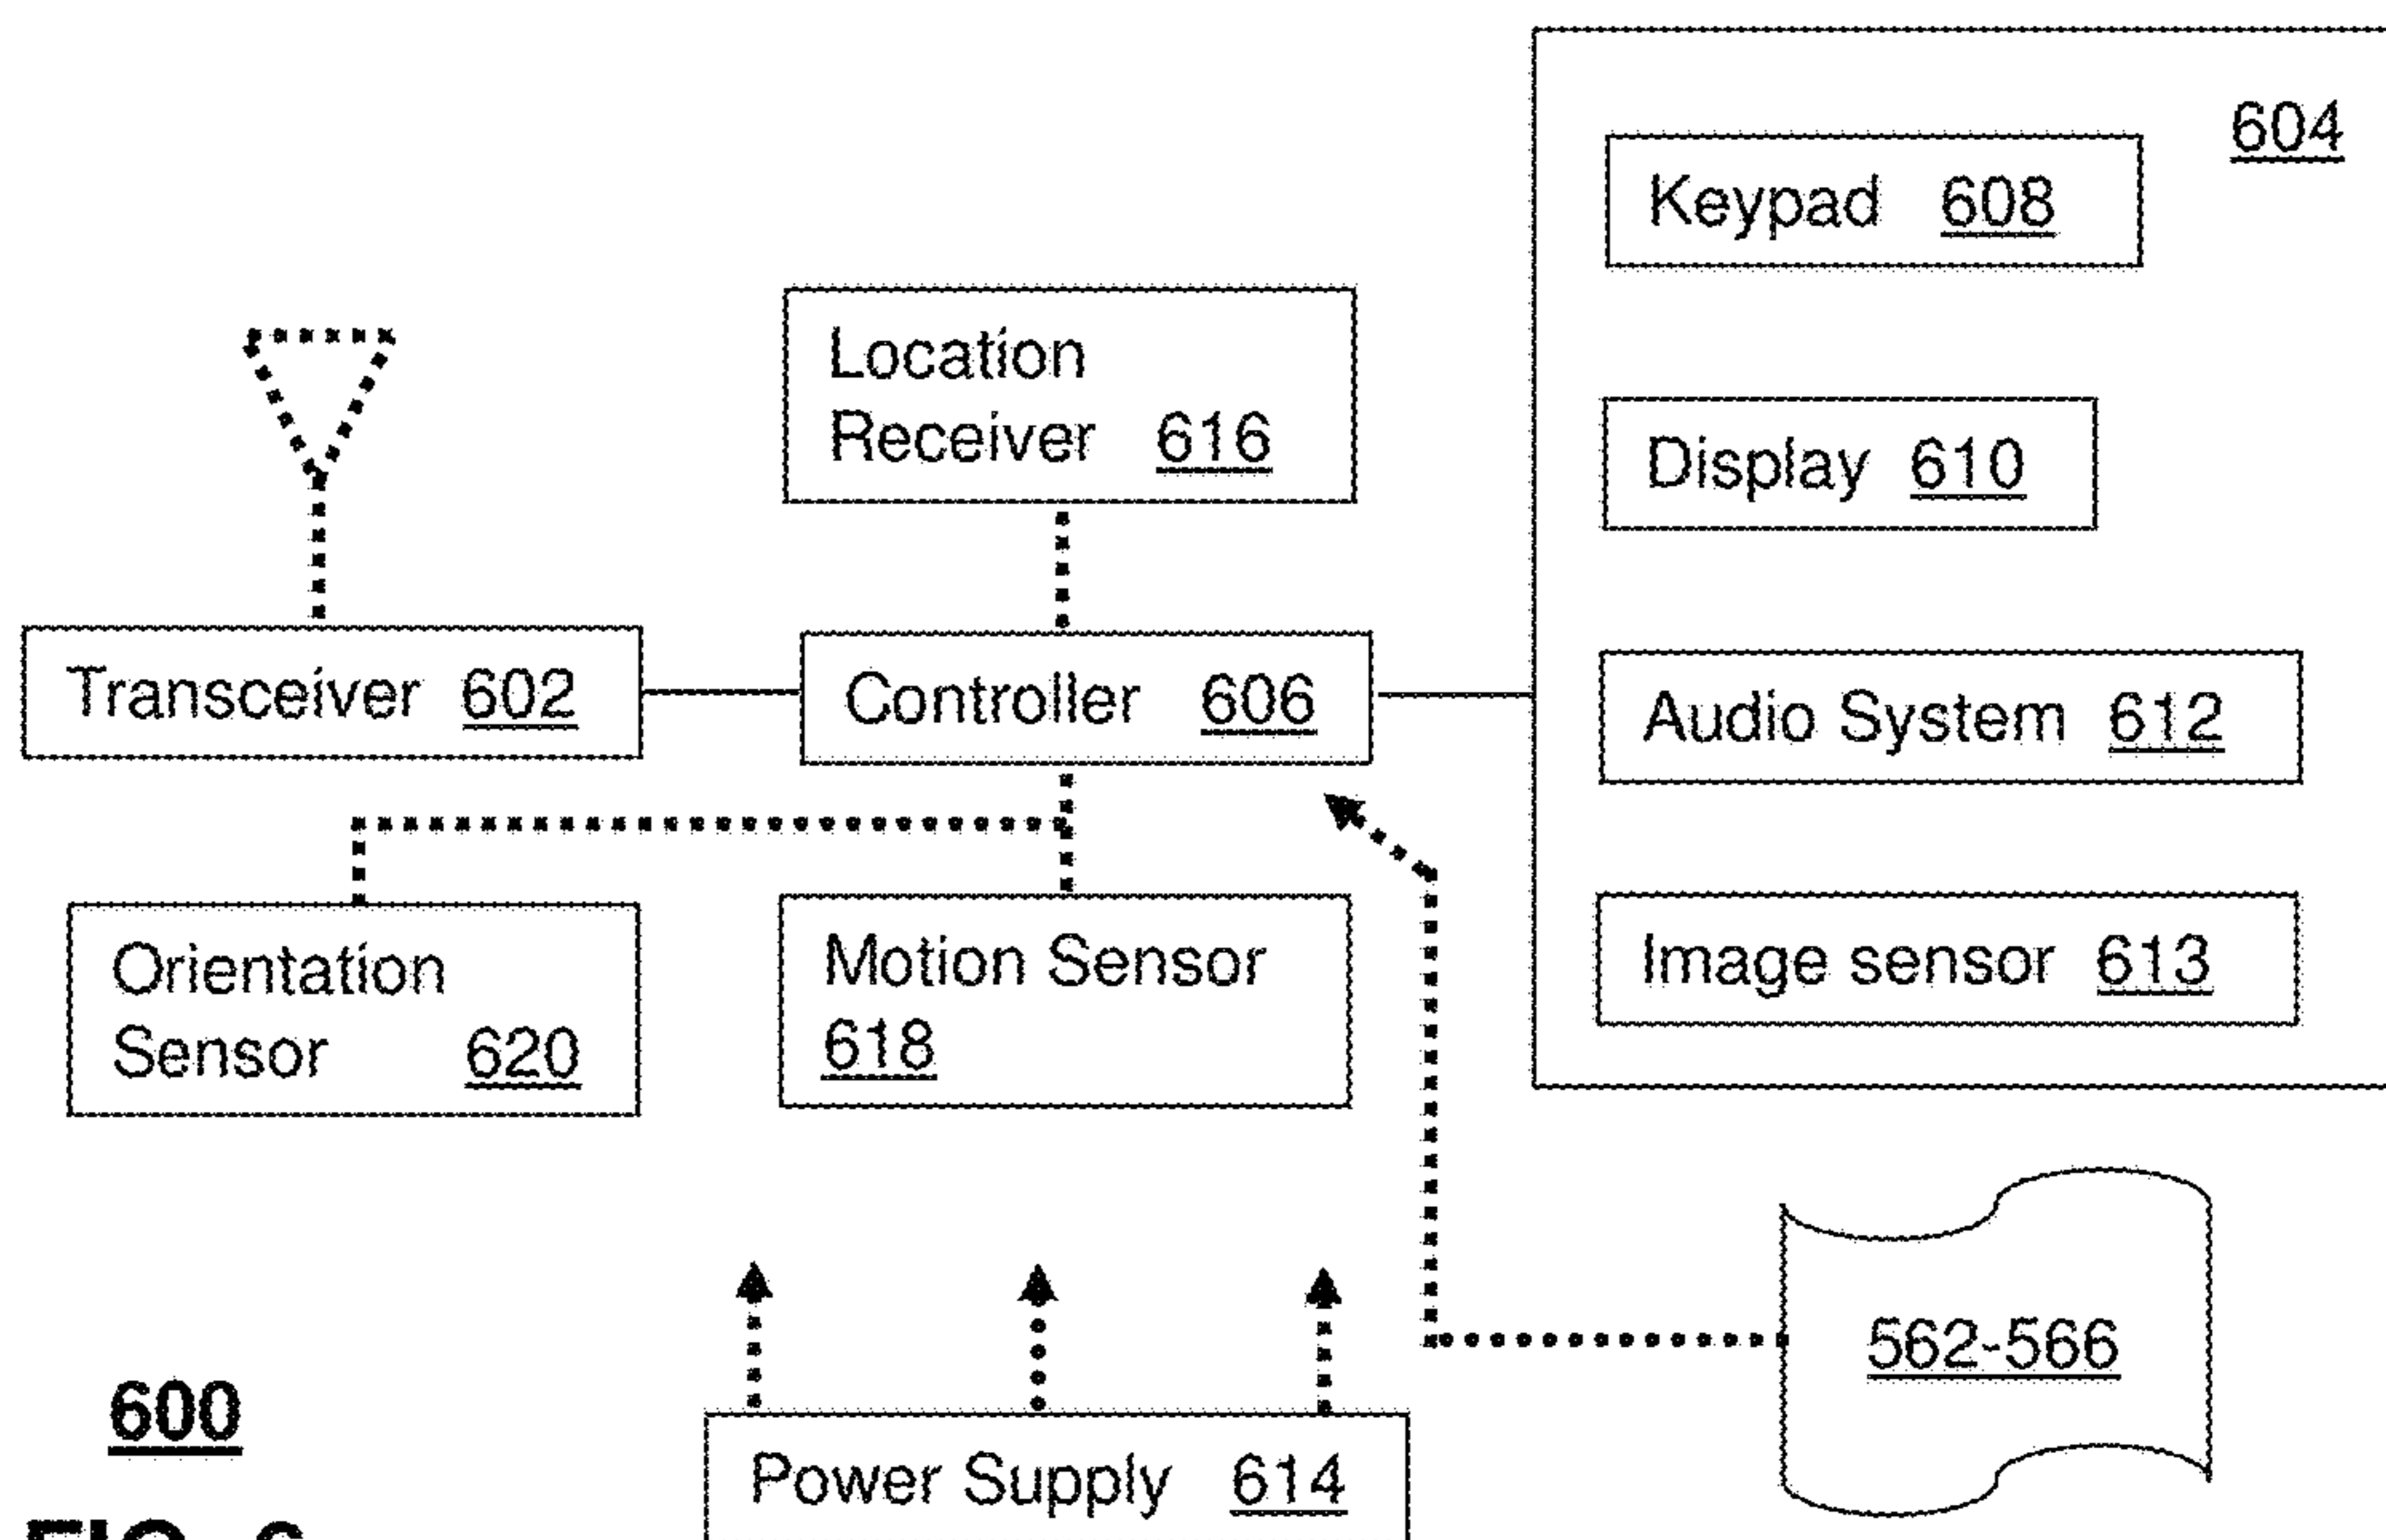 604
Keypad 608
Location
Receiver 616
Display 610
Transceiver 602
Controller 606
Audio System 612
Orientation
Sensor 620
Motion Sensor
618
Image sensor 613
562-566
600
Power Supply 614